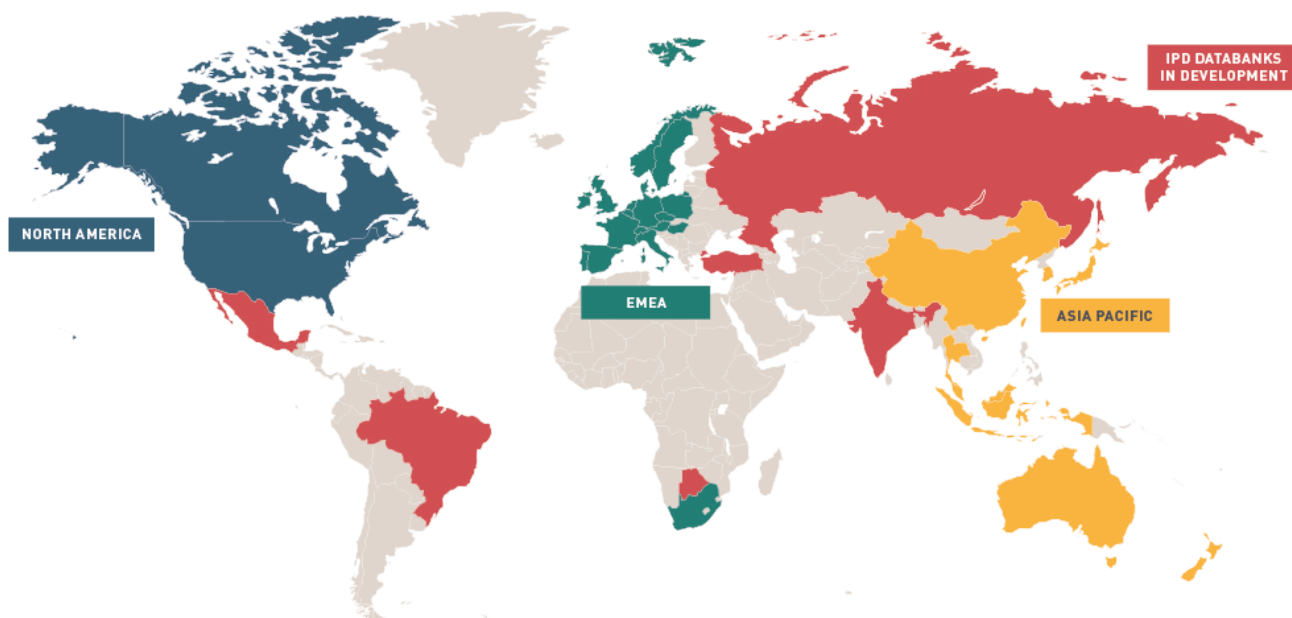 IPD DATABANKS
IN DEVELOPMENT
NORTH AMERICA
EMEA
ASIA PACIFIC